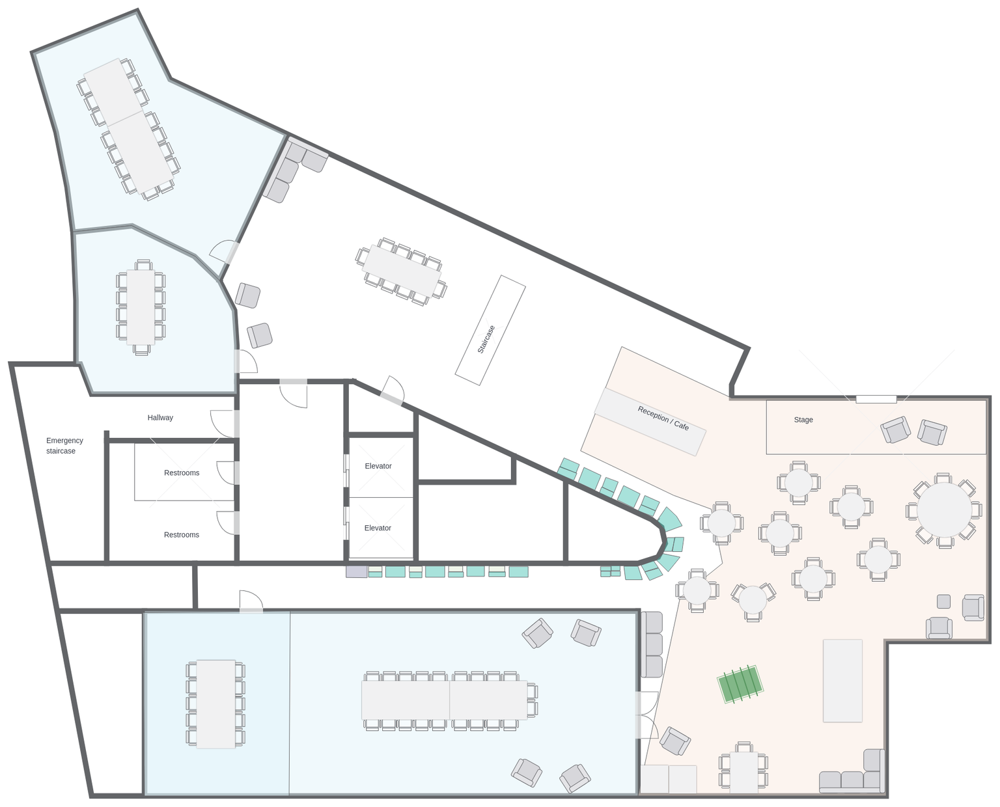 Staircase
Reception / Cafe
Stage
Hallway
Emergency
staircase
Restrooms
Elevator
Restrooms
Elevator